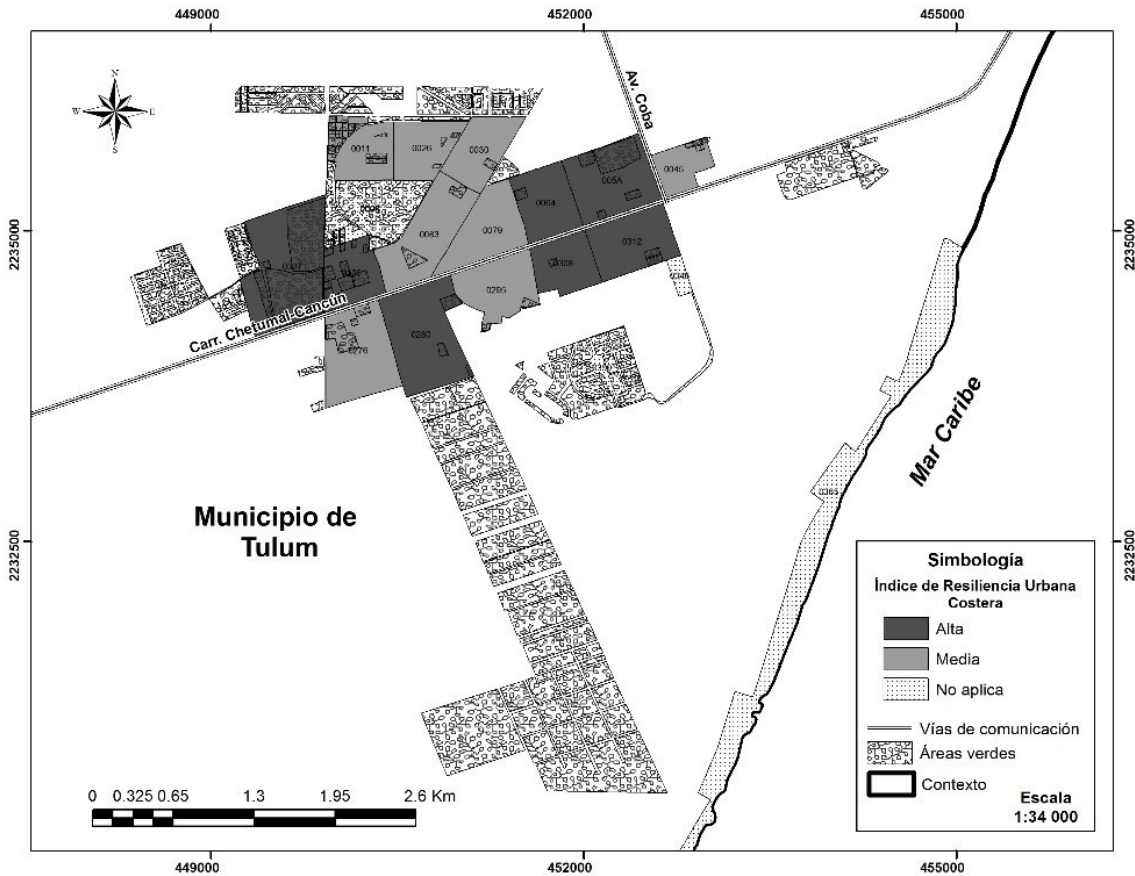 449000
452000
455000
N
W
E
S
Av. Coba
0011
0026
0030
0045
005A
0064
0083
0079
0312
0308
0295
0280
0276
2235000
2235000
Carr. Chetumal-Cancún
Mar Caribe
0365
Municipio de
Tulum
2232500
2232500
Simbología
Índice de Resiliencia Urbana
Costera
Alta
Media
No aplica
Vías de comunicación
Áreas verdes
Contexto
Escala
1:34 000
0 0.325 0.65 1.3 1.95 2.6 Km
449000
452000
455000